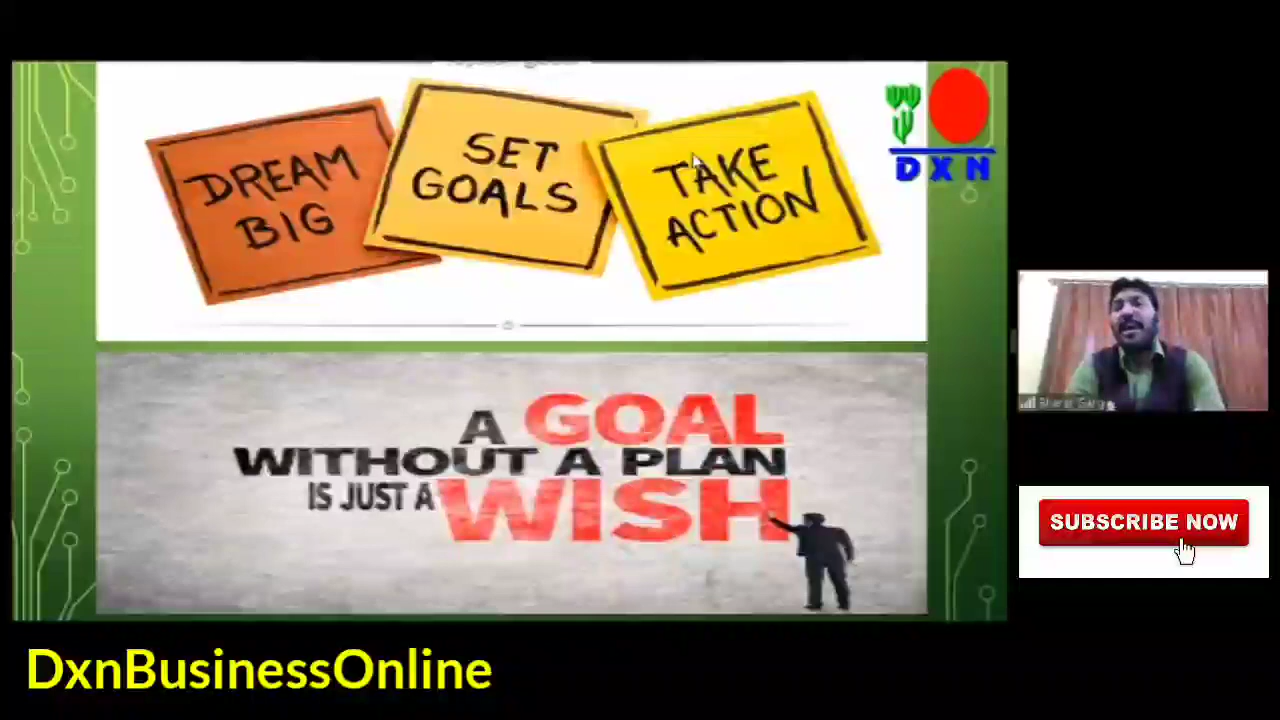 DREAM
BIG
SET
GOALS
TAKE
ACTION
DXN
A GOAL
WITHOUT A PLAN
IS JUST A WISH
SUBSCRIBE NOW
DxnBusinessOnline